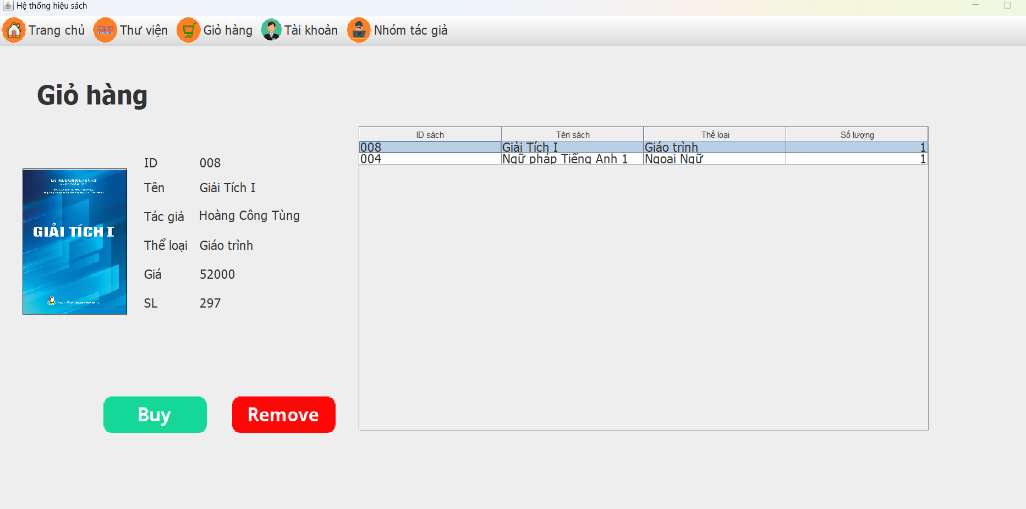 Hệ thống hiệu sách
Trang chủ Thư viện Giỏ hàng Tài khoản Nhóm tác giả
Giỏ hàng
GIẢI TÍCH I
ID 008
Tên Giải Tích I
Tác giả Hoàng Công Tùng
Thể loại Giáo trình
Giá 52000
SL 297
Buy Remove
ID sách Tên sách Thể loại Số lượng
008 Giải Tích I Giáo trình 1
004 Ngữ pháp Tiếng Anh 1 Ngoại Ngữ 1